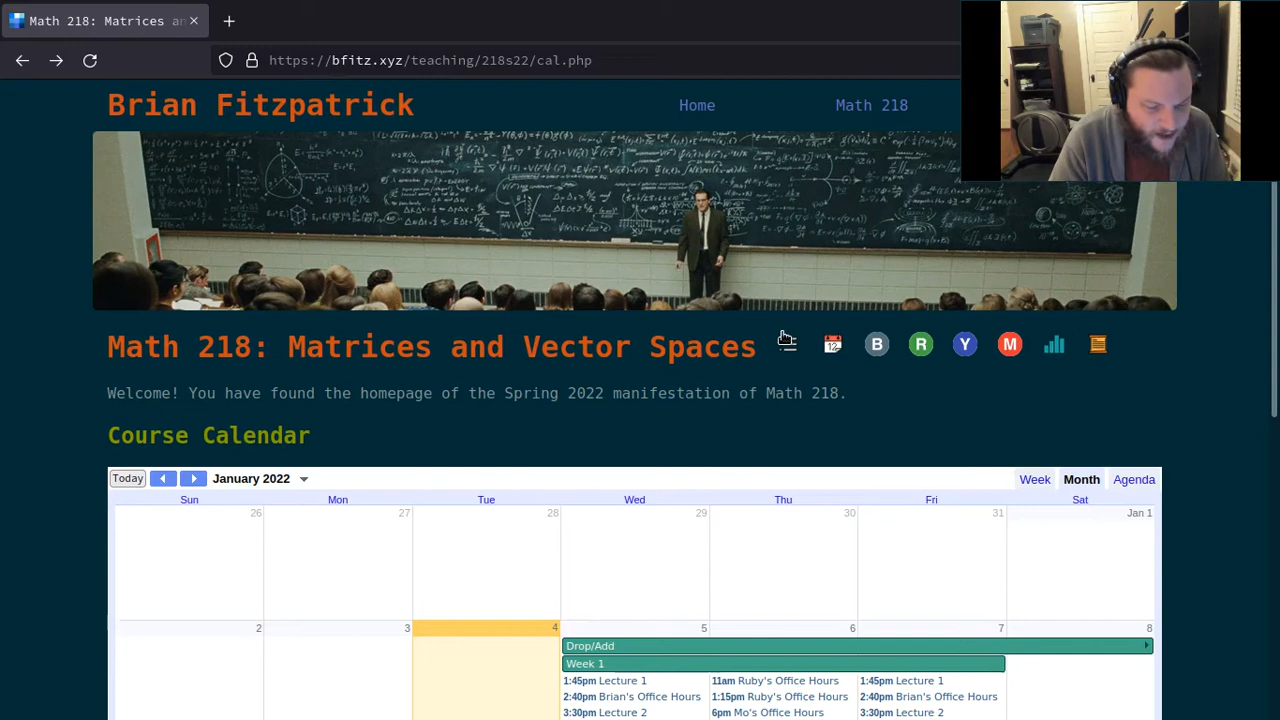 Math 218: Matrices an
https://bfitz.xyz/teaching/218s22/cal.php
Brian Fitzpatrick
Home
Math 218
Math 218: Matrices and Vector Spaces
12
B
R
Y
M
Welcome! You have found the homepage of the Spring 2022 manifestation of Math 218.
Course Calendar
Today
January 2022
Week
Month
Agenda
Sun Mon Tue Wed Thu Fri Sat
26 27 28 29 30 31 Jan 1
2 3 4 5 6 7 8
Drop/Add
Week 1
1:45pm Lecture 1 11am Ruby's Office Hours 1:45pm Lecture 1
2:40pm Brian's Office Hours 1:15pm Ruby's Office Hours 2:40pm Brian's Office Hours
3:30pm Lecture 2 6pm Mo's Office Hours 3:30pm Lecture 2